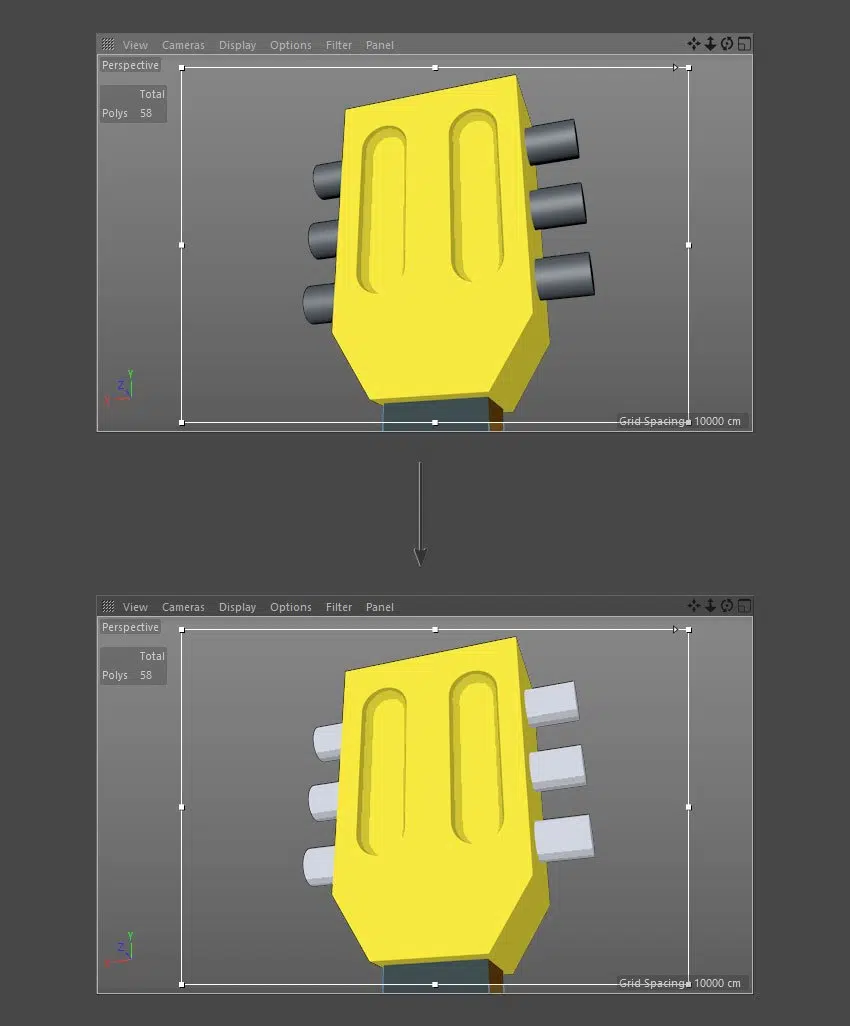 View Cameras Display Options Filter Panel
Perspective
Total
Polys 58
Y
Z
X
Grid Spacing: 10000 cm
View Cameras Display Options Filter Panel
Perspective
Total
Polys 58
Y
Z
Grid Spacing: 10000 cm